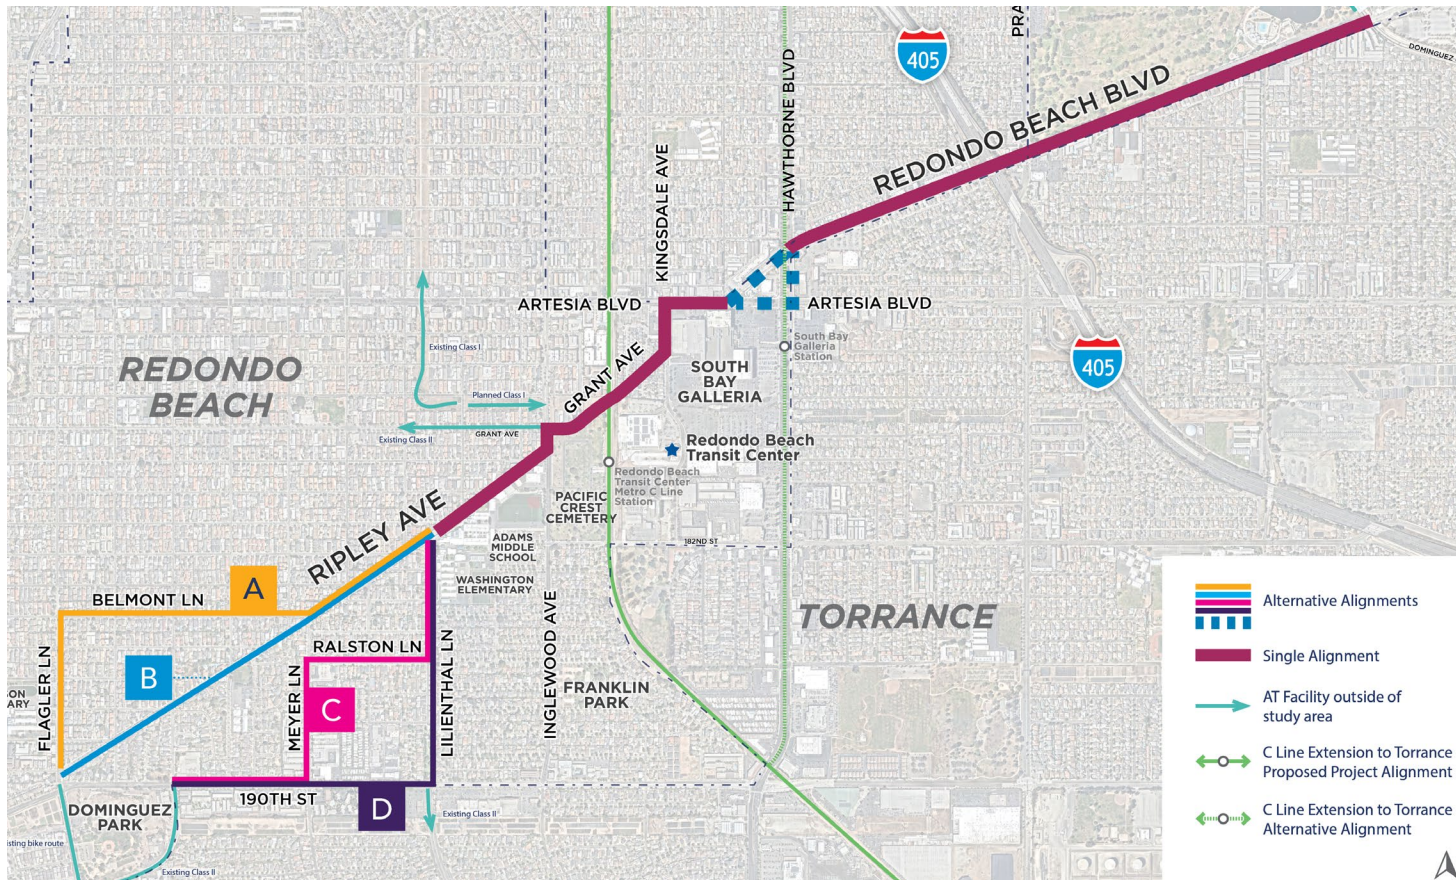 PRA
405
DOMINGUEZ
HAWTHORNE BLVD
REDONDO BEACH BLVD
KINGSDALE AVE
ARTESIA BLVD
ARTESIA BLVD
Existing Class I
South Bay
Galleria
Station
405
REDONDO
BEACH
GRANT AVE
SOUTH
BAY
GALLERIA
Planned Class I
Existing Class II
GRANT AVE
Redondo Beach
Transit Center
Redondo Beach
Transit Center
Metro C Line
Station
PACIFIC
CREST
CEMETERY
RIPLEY AVE
ADAMS
MIDDLE
SCHOOL
182ND ST
WASHINGTON
ELEMENTARY
A
BELMONT LN
TORRANCE
RALSTON LN
B
C
FLAGLER LN
MEYER LN
LILIENTHAL LN
INGLEWOOD AVE
FRANKLIN
PARK
SON
ARY
190TH ST
D
DOMINGUEZ
PARK
Existing Class II
isting bike route
Existing Class II
Alternative Alignments
Single Alignment
AT Facility outside of
study area
C Line Extension to Torrance
Proposed Project Alignment
C Line Extension to Torrance
Alternative Alignment